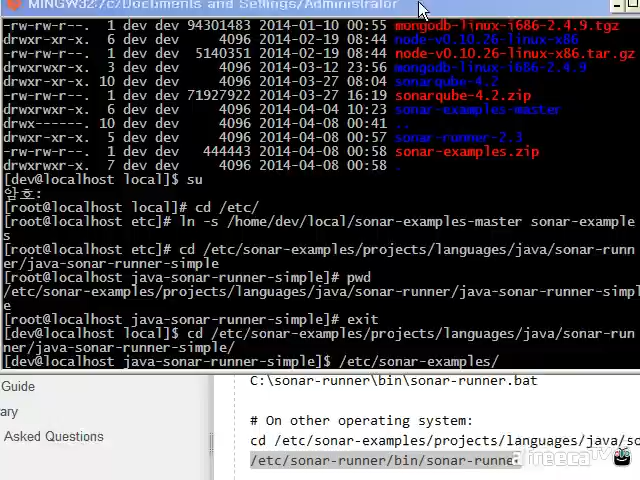 MINGW32:/c/Documents and Settings/Administrator
-rw-rw-r--. 1 dev dev 94301483 2014-01-10 00:55 mongodb-linux-i686-2.4.9.tgz
drwxr-xr-x. 6 dev dev 4096 2014-02-19 08:44 node-v0.10.26-linux-x86
-rw-rw-r--. 1 dev dev 5140351 2014-02-19 08:44 node-v0.10.26-linux-x86.tar.gz
drwxrwxr-x. 3 dev dev 4096 2014-03-12 23:56 mongodb-linux-i686-2.4.9
drwxr-xr-x. 10 dev dev 4096 2014-03-27 08:04 sonarqube-4.2
-rw-rw-r--. 1 dev dev 71927922 2014-03-27 16:19 sonarqube-4.2.zip
drwxrwxr-x. 6 dev dev 4096 2014-04-04 10:23 sonar-examples-master
drwx------. 10 dev dev 4096 2014-04-08 00:41 ..
drwxr-xr-x. 5 dev dev 4096 2014-04-08 00:57 sonar-runner-2.3
-rw-rw-r--. 1 dev dev 444443 2014-04-08 00:58 sonar-examples.zip
drwxrwxr-x. 7 dev dev 4096 2014-04-08 00:58 .
[dev@localhost local]$ su
암호:
[root@localhost local]# cd /etc/
[root@localhost etc]# ln -s /home/dev/local/sonar-examples-master sonar-example
s
[root@localhost etc]# cd /etc/sonar-examples/projects/languages/java/sonar-runn
er/java-sonar-runner-simple
[root@localhost java-sonar-runner-simple]# pwd
/etc/sonar-examples/projects/languages/java/sonar-runner/java-sonar-runner-simpl
e
[root@localhost java-sonar-runner-simple]# exit
[dev@localhost local]$ cd /etc/sonar-examples/projects/languages/java/sonar-run
ner/java-sonar-runner-simple/
[dev@localhost java-sonar-runner-simple]$ /etc/sonar-examples/
C:\sonar-runner\bin\sonar-runner.bat
Guide
ary
Asked Questions
# On other operating system:
cd /etc/sonar-examples/projects/languages/java/so
/etc/sonar-runner/bin/sonar-runner
afreecaTV